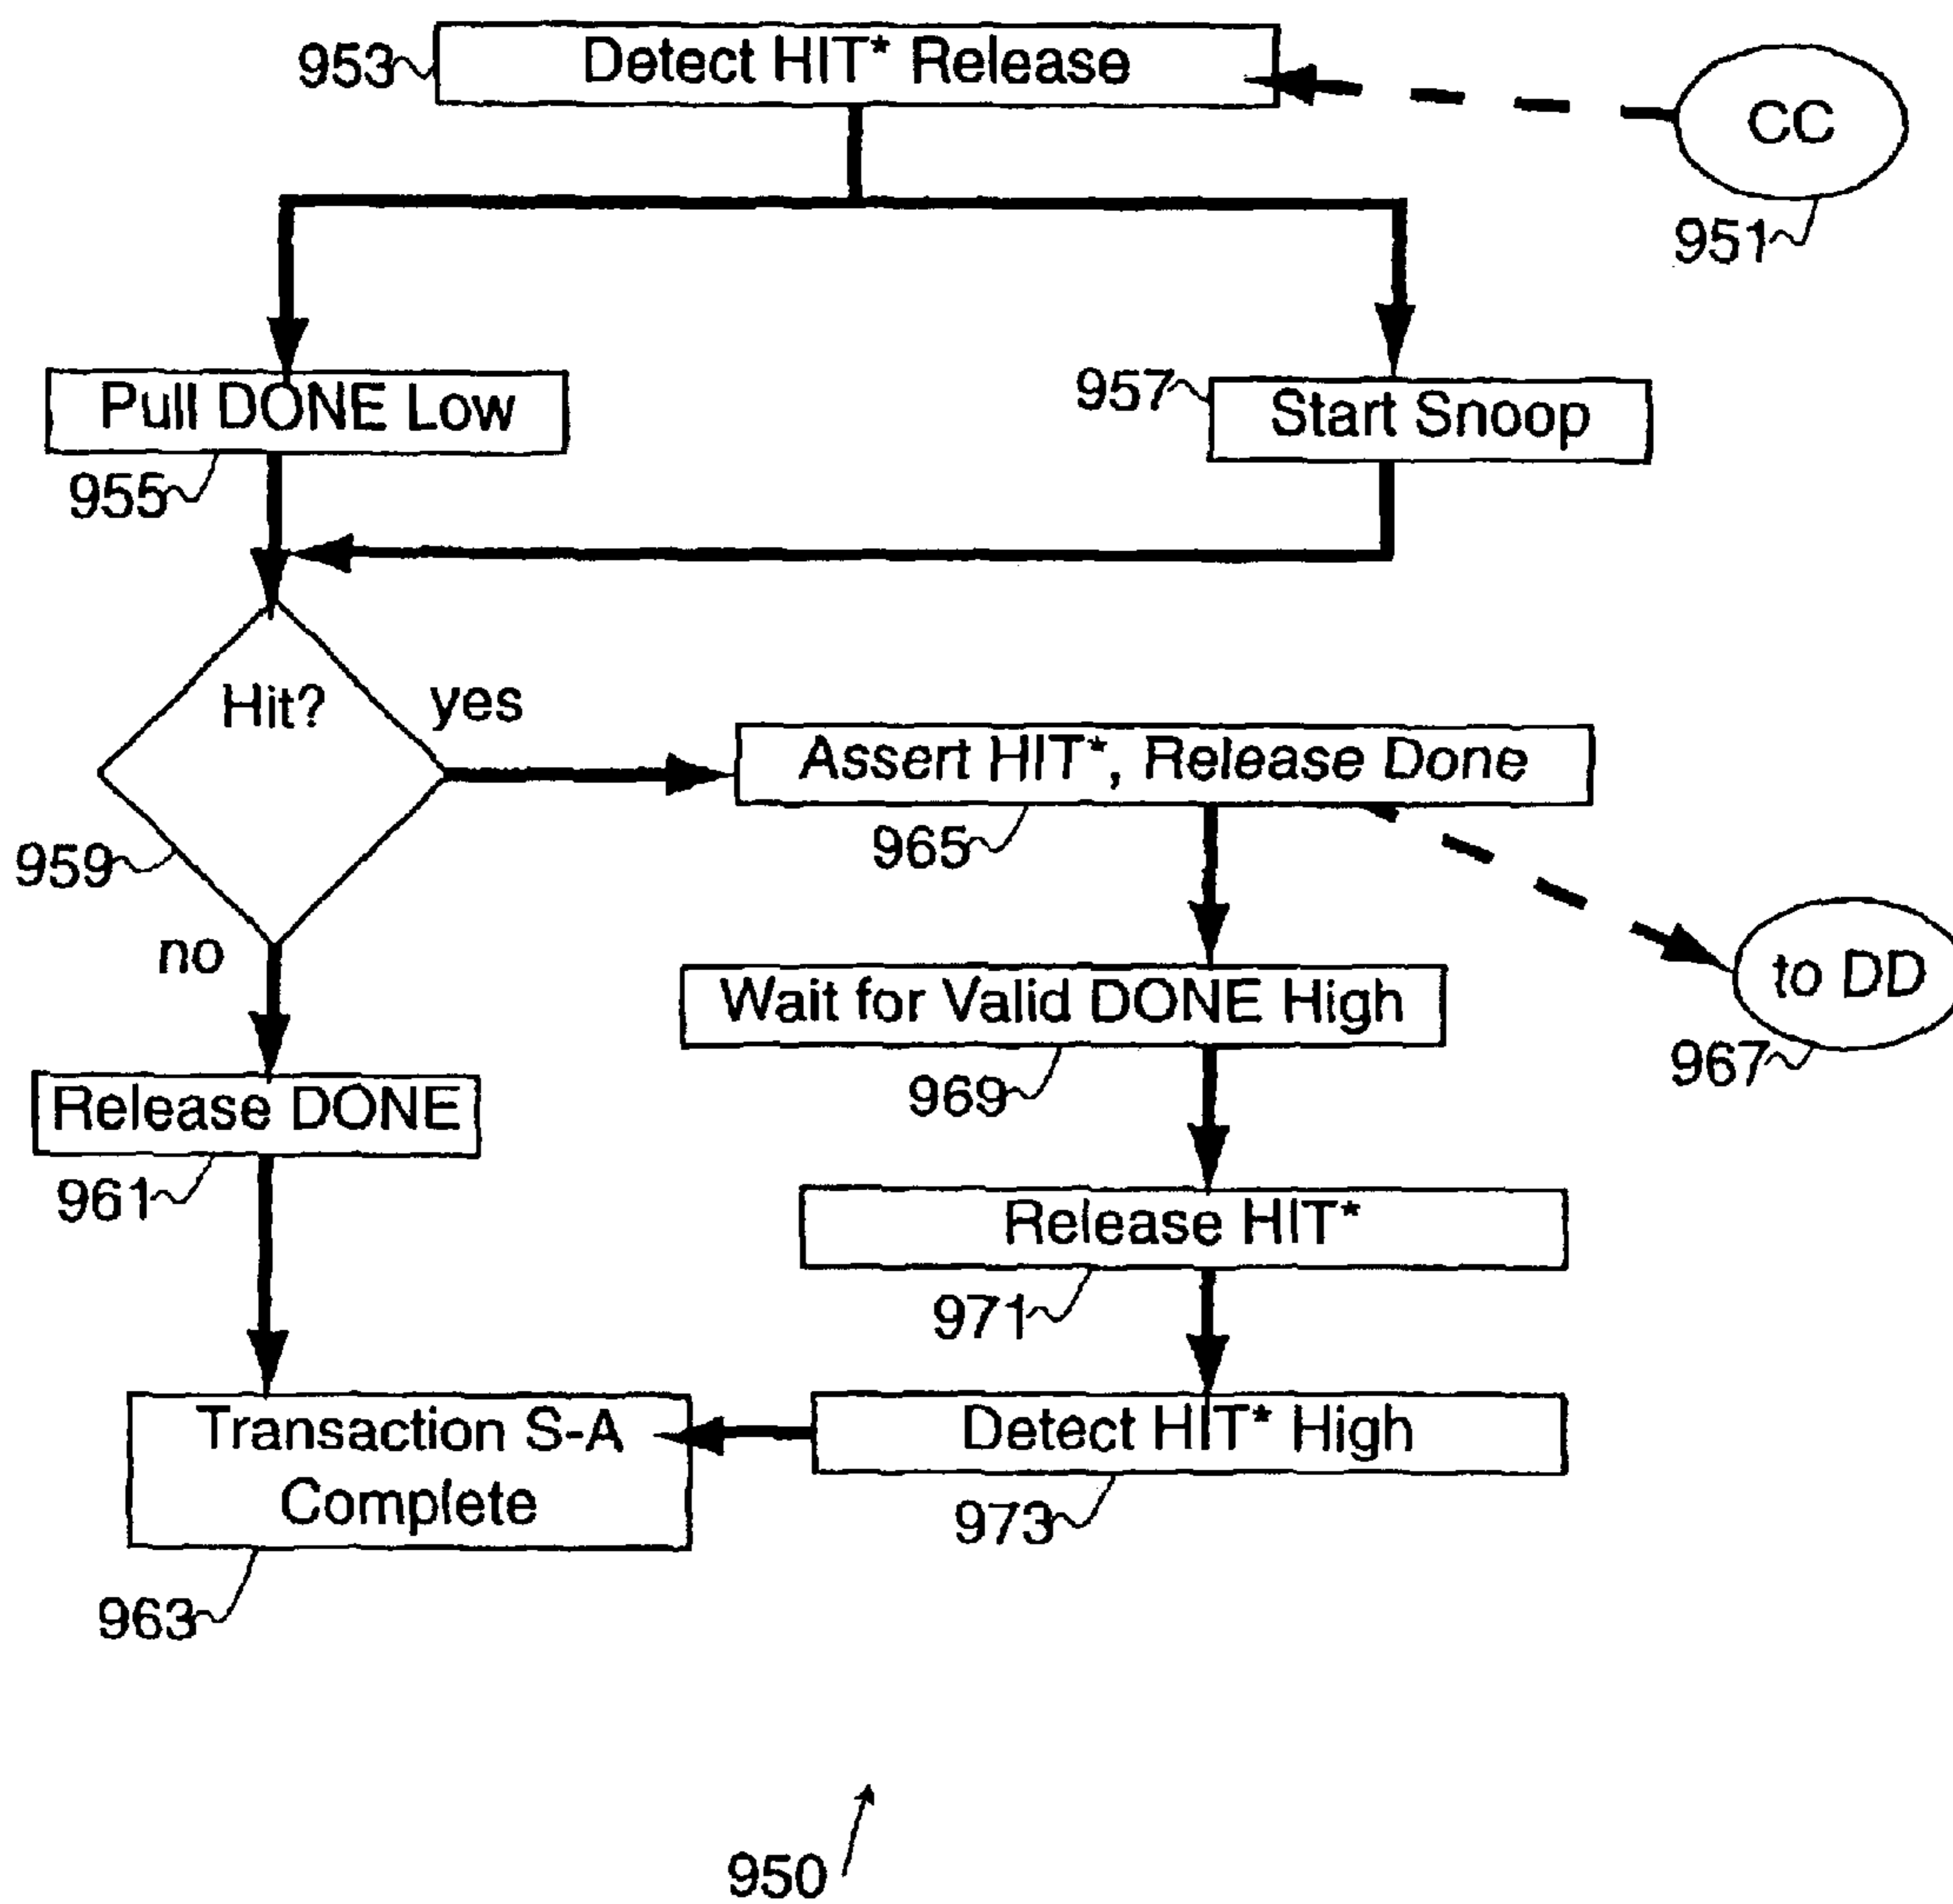 953
Detect HIT* Release
CC
951
Pull DONE Low
955
957
Start Snoop
Hit?
yes
959
no
Assert HIT*, Release Done
965
to DD
967
Wait for Valid DONE High
969
Release DONE
961
Release HIT*
971
Transaction S-A
Complete
963
Detect HIT* High
973
950